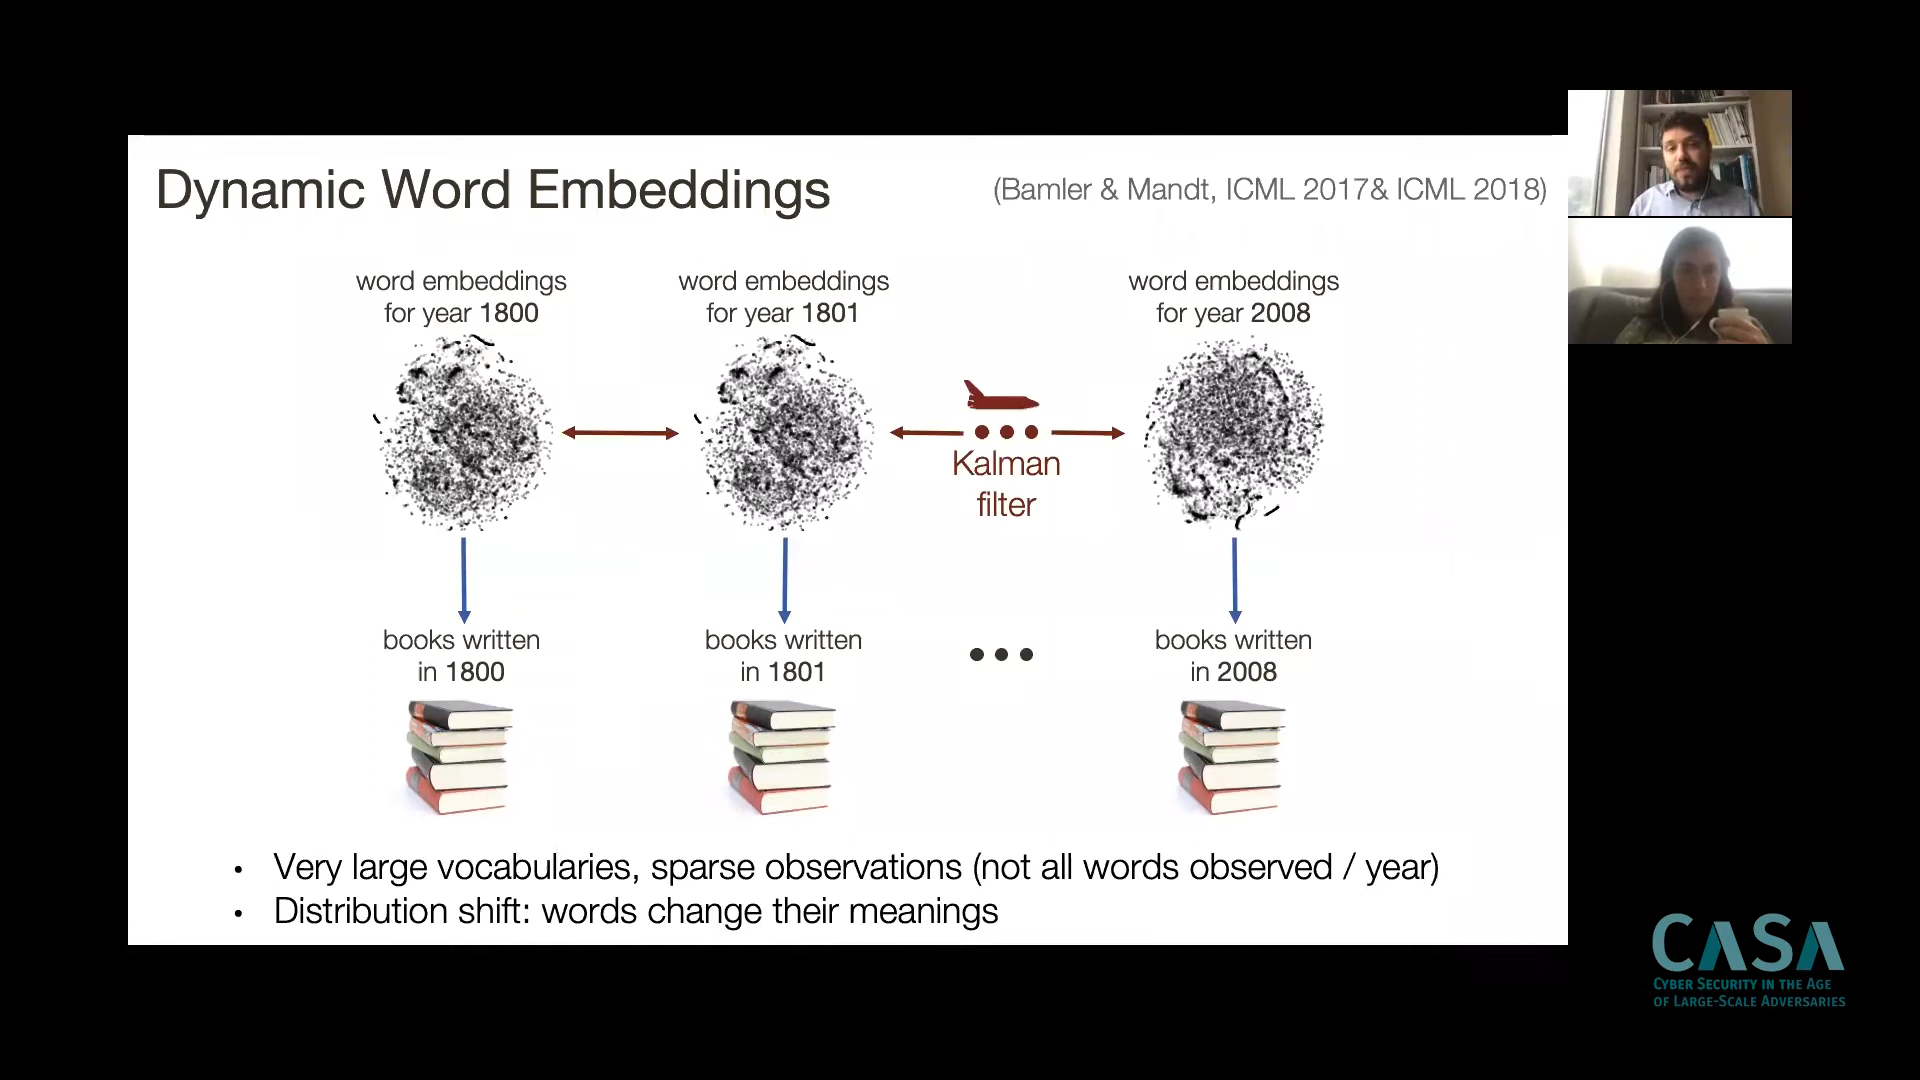 Dynamic Word Embeddings
(Bamler & Mandt, ICML 2017& ICML 2018)
word embeddings
for year 1800
word embeddings
for year 1801
word embeddings
for year 2008
Kalman
filter
books written
in 1800
books written
in 1801
books written
in 2008
• Very large vocabularies, sparse observations (not all words observed / year)
• Distribution shift: words change their meanings
CASA
CYBER SECURITY IN THE AGE
OF LARGE-SCALE ADVERSARIES